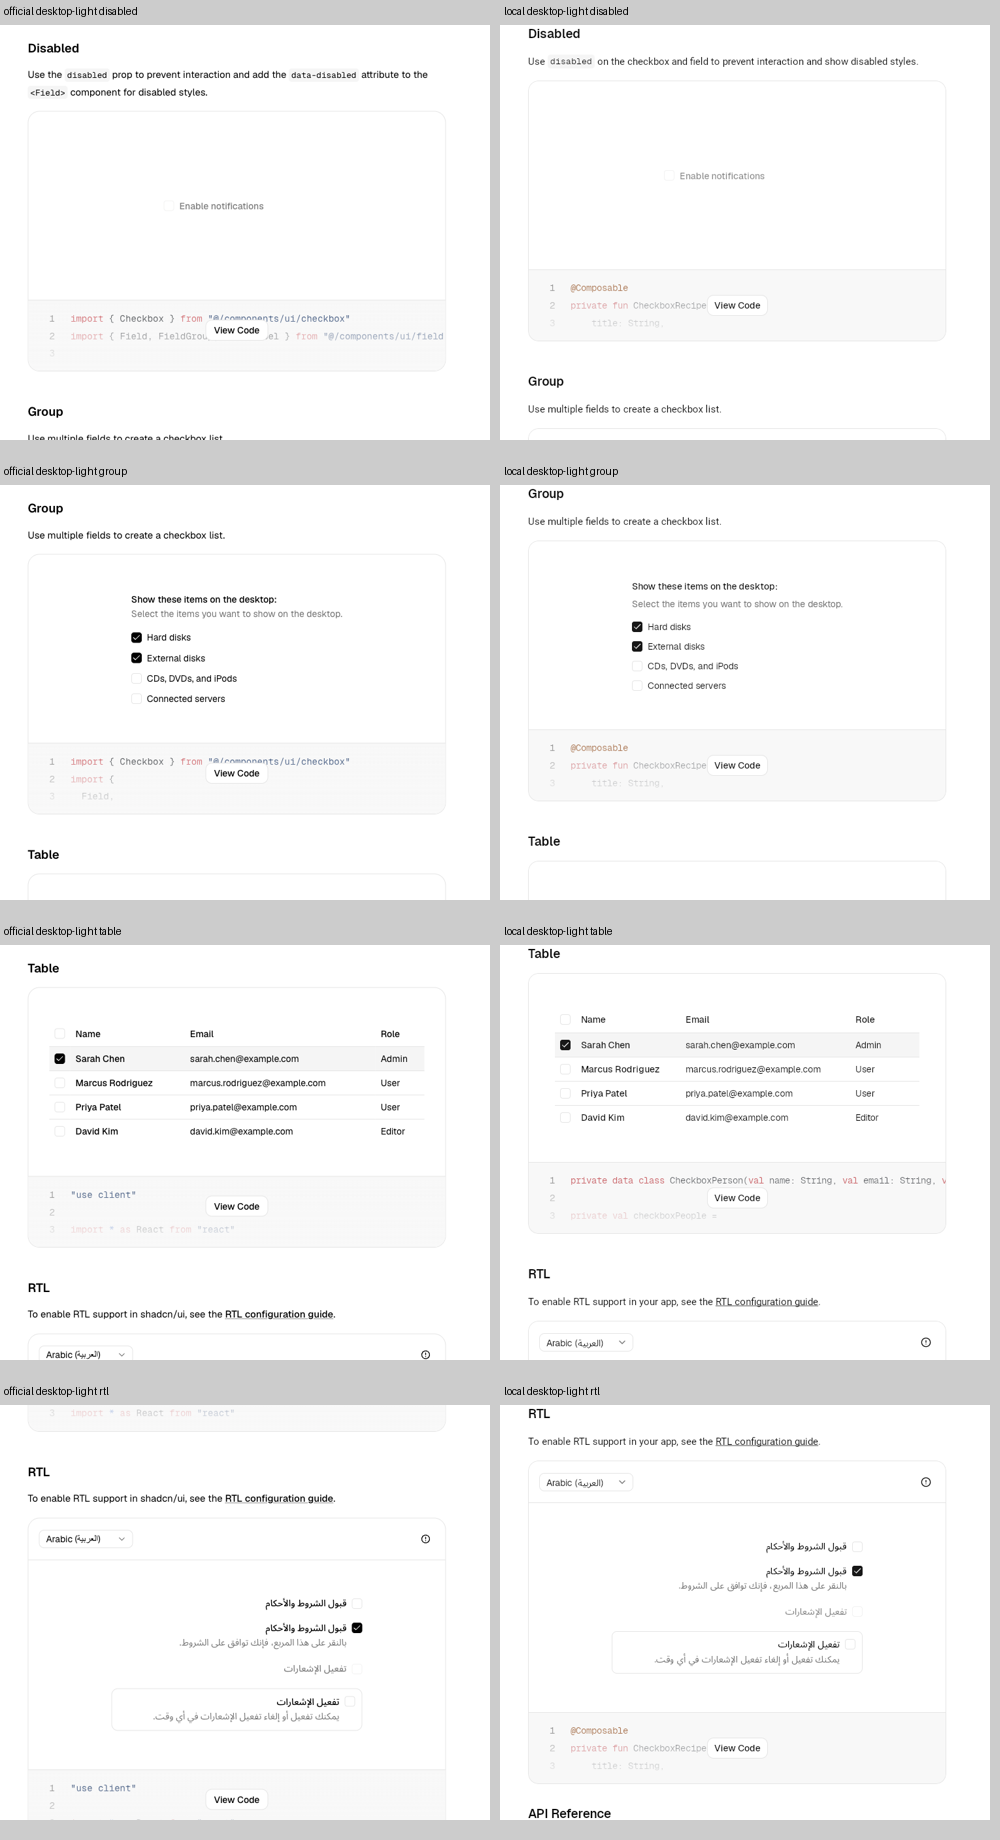 official desktop-light disabled
Disabled
Use the disabled prop to prevent interaction and add the data-disabled attribute to the
<Field> component for disabled styles.
Enable notifications
1 import { Checkbox } from "@/components/ui/checkbox"
2 import { Field, FieldGrou el } from "@/components/ui/field
3
View Code
Group
Use multiple fields to create a checkbox list.
local desktop-light disabled
Disabled
Use disabled on the checkbox and field to prevent interaction and show disabled styles.
Enable notifications
1 @Composable
2 private fun CheckboxRecipe
3 title: String,
View Code
Group
Use multiple fields to create a checkbox list.
official desktop-light group
Group
Use multiple fields to create a checkbox list.
Show these items on the desktop:
Select the items you want to show on the desktop.
Hard disks
External disks
CDs, DVDs, and iPods
Connected servers
1 import { Checkbox } from "@/components/ui/checkbox"
2 import {
3 Field,
View Code
Table
local desktop-light group
Group
Use multiple fields to create a checkbox list.
Show these items on the desktop:
Select the items you want to show on the desktop.
Hard disks
External disks
CDs, DVDs, and iPods
Connected servers
1 @Composable
2 private fun CheckboxRecipe
3 title: String,
View Code
Table
official desktop-light table
Table
Name Email Role
Sarah Chen sarah.chen@example.com Admin
Marcus Rodriguez marcus.rodriguez@example.com User
Priya Patel priya.patel@example.com User
David Kim david.kim@example.com Editor
1 "use client"
2
3 import * as React from "react"
View Code
RTL
To enable RTL support in shadcn/ui, see the RTL configuration guide.
Arabic (العربية)
local desktop-light table
Table
Name Email Role
Sarah Chen sarah.chen@example.com Admin
Marcus Rodriguez marcus.rodriguez@example.com User
Priya Patel priya.patel@example.com User
David Kim david.kim@example.com Editor
1 private data class CheckboxPerson(val name: String, val email: String, v
2
3 private val checkboxPeople =
View Code
RTL
To enable RTL support in your app, see the RTL configuration guide.
Arabic (العربية)
official desktop-light rtl
3 import * as React from "react"
RTL
To enable RTL support in shadcn/ui, see the RTL configuration guide.
Arabic (العربية)
قبول الشروط والأحكام
قبول الشروط والأحكام
بالنقر على هذا المربع، فإنك توافق على الشروط.
تفعيل الإشعارات
تفعيل الإشعارات
يمكنك تفعيل أو إلغاء تفعيل الإشعارات في أي وقت.
1 "use client"
2
View Code
local desktop-light rtl
RTL
To enable RTL support in your app, see the RTL configuration guide.
Arabic (العربية)
قبول الشروط والأحكام
قبول الشروط والأحكام
بالنقر على هذا المربع، فإنك توافق على الشروط.
تفعيل الإشعارات
تفعيل الإشعارات
يمكنك تفعيل أو إلغاء تفعيل الإشعارات في أي وقت.
1 @Composable
2 private fun CheckboxRecipe
3 title: String,
View Code
API Reference